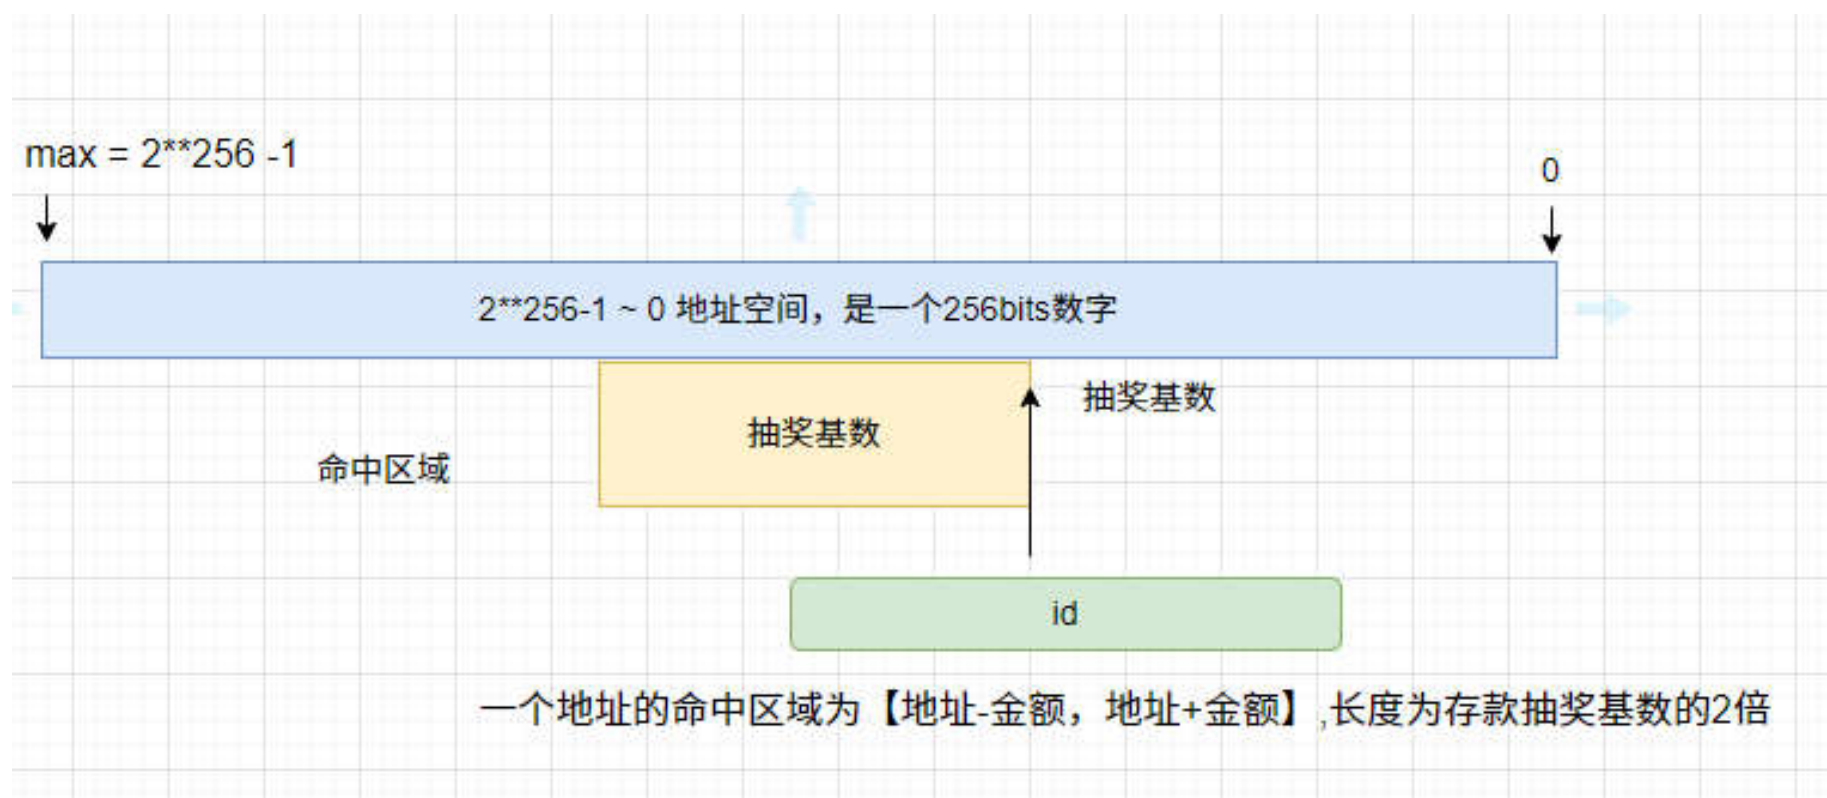 max = 2**256 -1
0
2**256-1 ~ 0 地址空间，是一个256bits数字
抽奖基数
抽奖基数
命中区域
id
一个地址的命中区域为【地址-金额，地址+金额】,长度为存款抽奖基数的2倍